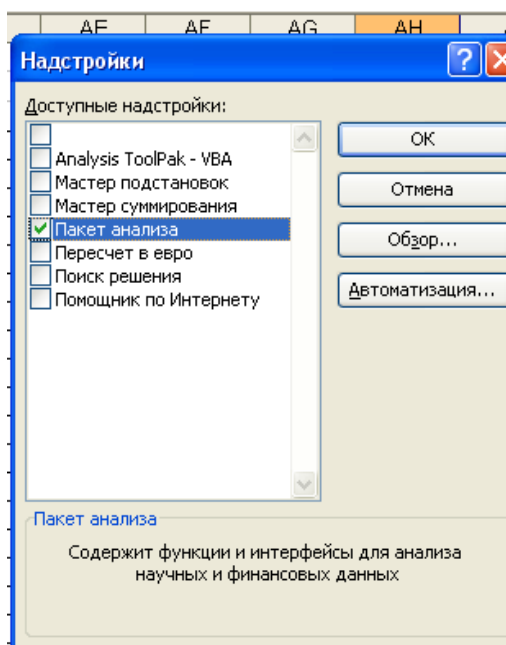 AE AF AG AH
Надстройки
Доступные надстройки:
Analysis ToolPak - VBA
Мастер подстановок
Мастер суммирования
Пакет анализа
Пересчет в евро
Поиск решения
Помощник по Интернету
ОК
Отмена
Обзор...
Автоматизация...
Пакет анализа
Содержит функции и интерфейсы для анализа
научных и финансовых данных